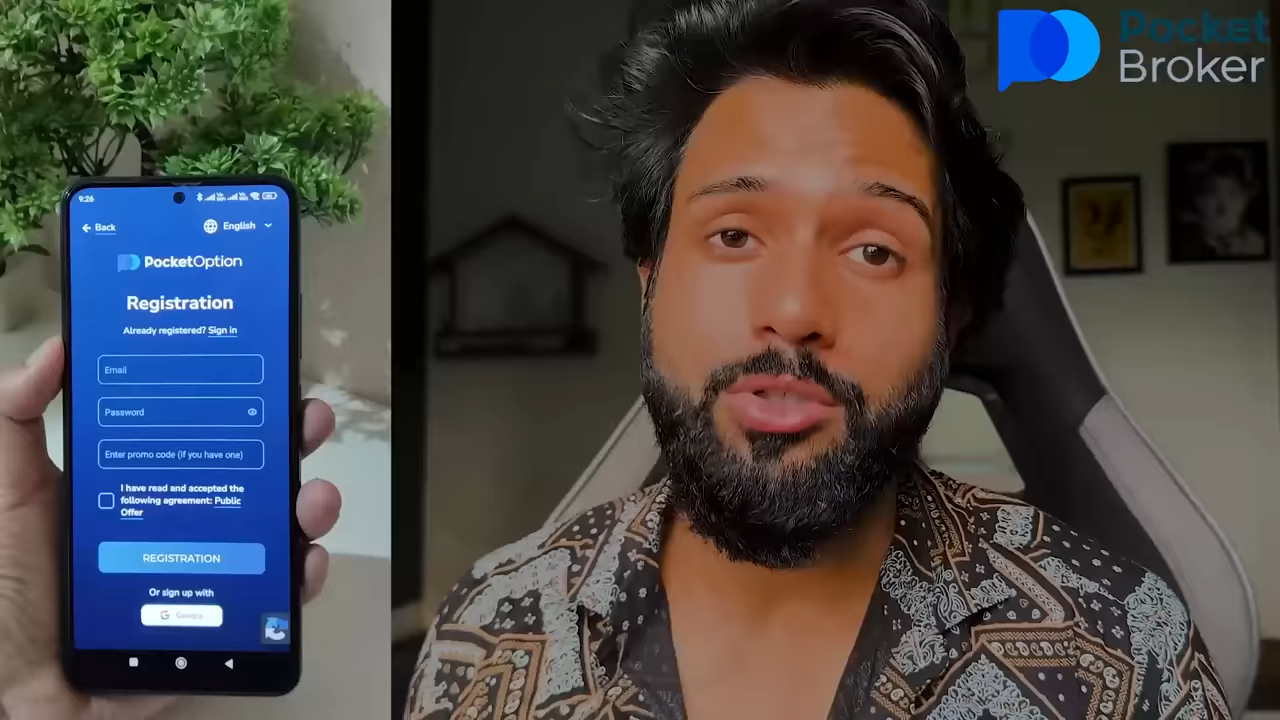 9:26
Back
English
PocketOption
Registration
Already registered? Sign in
Email
Password
Enter promo code (if you have one)
I have read and accepted the
following agreement: Public
Offer
REGISTRATION
Or sign up with
Google
Pocket
Broker